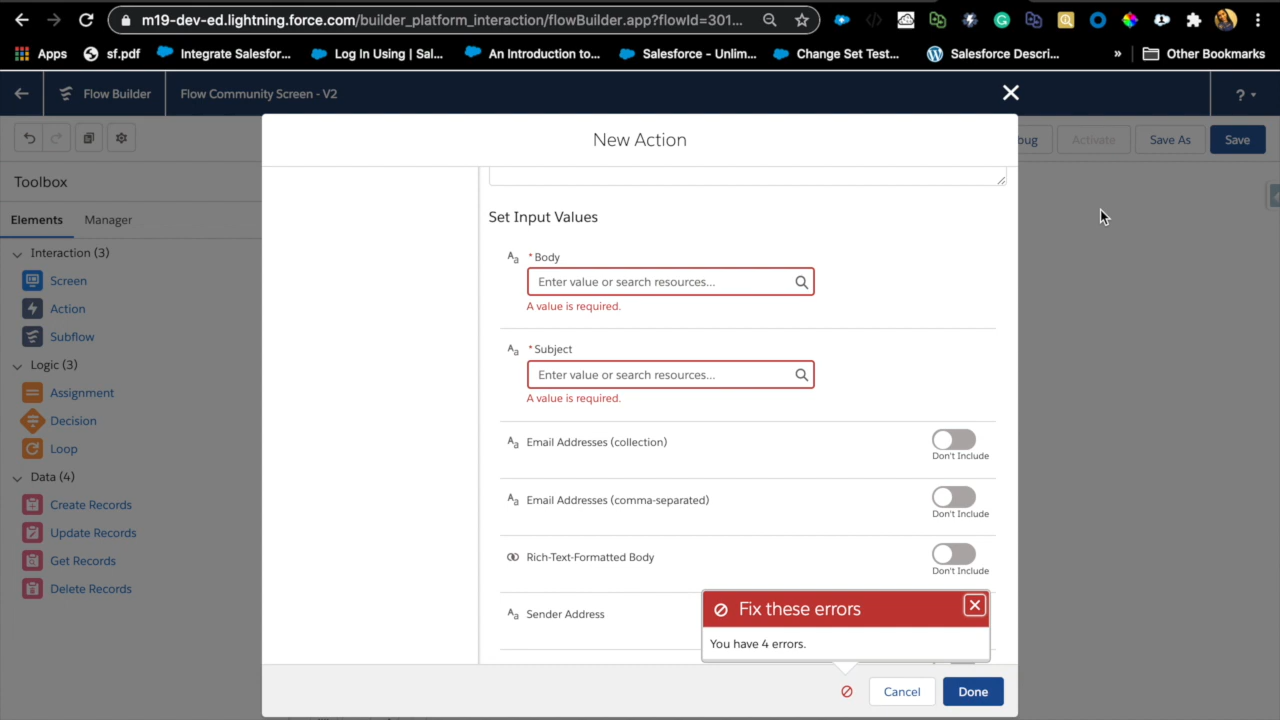 m19-dev-ed.lightning.force.com/builder_platform_interaction/flowBuilder.app?flowId=301...
Apps
sf.pdf
Integrate Salesfor...
Log In Using | Sal...
An Introduction to...
Salesforce – Unlim...
Change Set Test...
Salesforce Descri...
»
Other Bookmarks
Flow Builder
Flow Community Screen - V2
?
New Action
bug
Activate
Save As
Save
Toolbox
Elements
Manager
Interaction (3)
Screen
Action
Subflow
Logic (3)
Assignment
Decision
Loop
Data (4)
Create Records
Update Records
Get Records
Delete Records
Set Input Values
Aa * Body
Enter value or search resources...
A value is required.
Aa * Subject
Enter value or search resources...
A value is required.
Aa Email Addresses (collection)
Don't Include
Aa Email Addresses (comma-separated)
Don't Include
Rich-Text-Formatted Body
Don't Include
Aa Sender Address
Fix these errors
You have 4 errors.
Cancel
Done